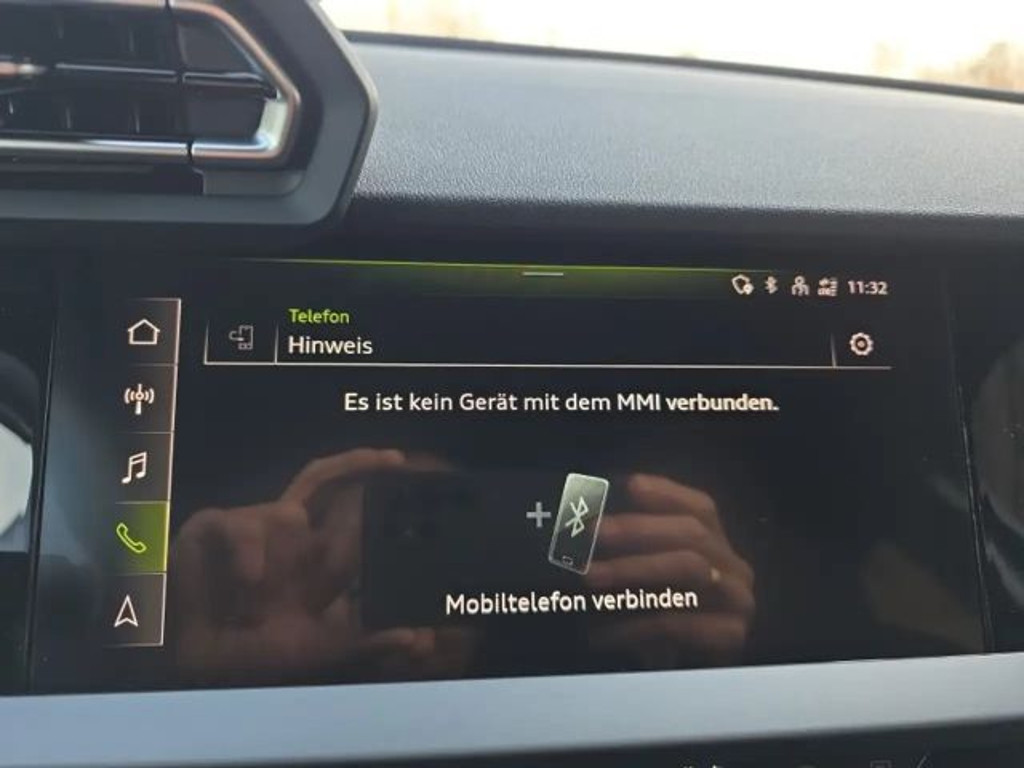 11:32
Telefon
Hinweis
Es ist kein Gerät mit dem MMI verbunden.
Mobiltelefon verbinden